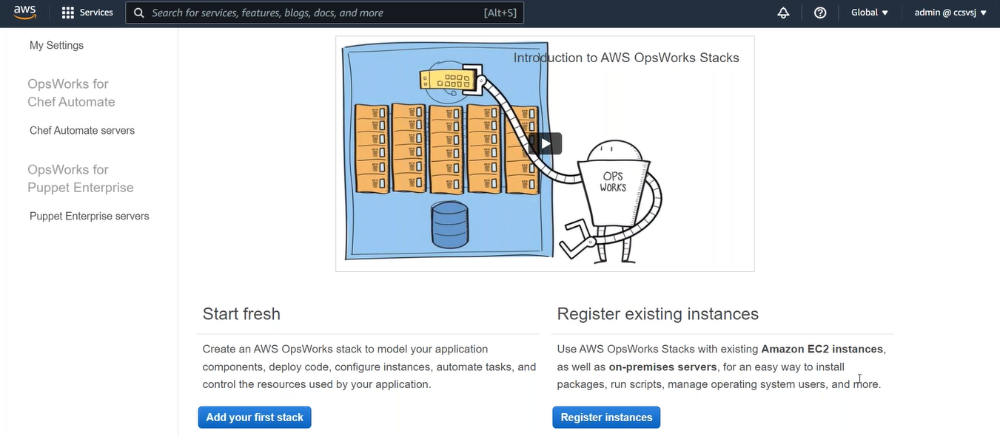 aws
Services
Search for services, features, blogs, docs, and more
[Alt+S]
Global ▼
admin @ ccsvsj ▼
My Settings
OpsWorks for
Chef Automate
Chef Automate servers
OpsWorks for
Puppet Enterprise
Puppet Enterprise servers
Introduction to AWS OpsWorks Stacks
OPS
WORKS
Start fresh
Create an AWS OpsWorks stack to model your application
components, deploy code, configure instances, automate tasks, and
control the resources used by your application.
Add your first stack
Register existing instances
Use AWS OpsWorks Stacks with existing Amazon EC2 instances,
as well as on-premises servers, for an easy way to install
packages, run scripts, manage operating system users, and more.
Register instances